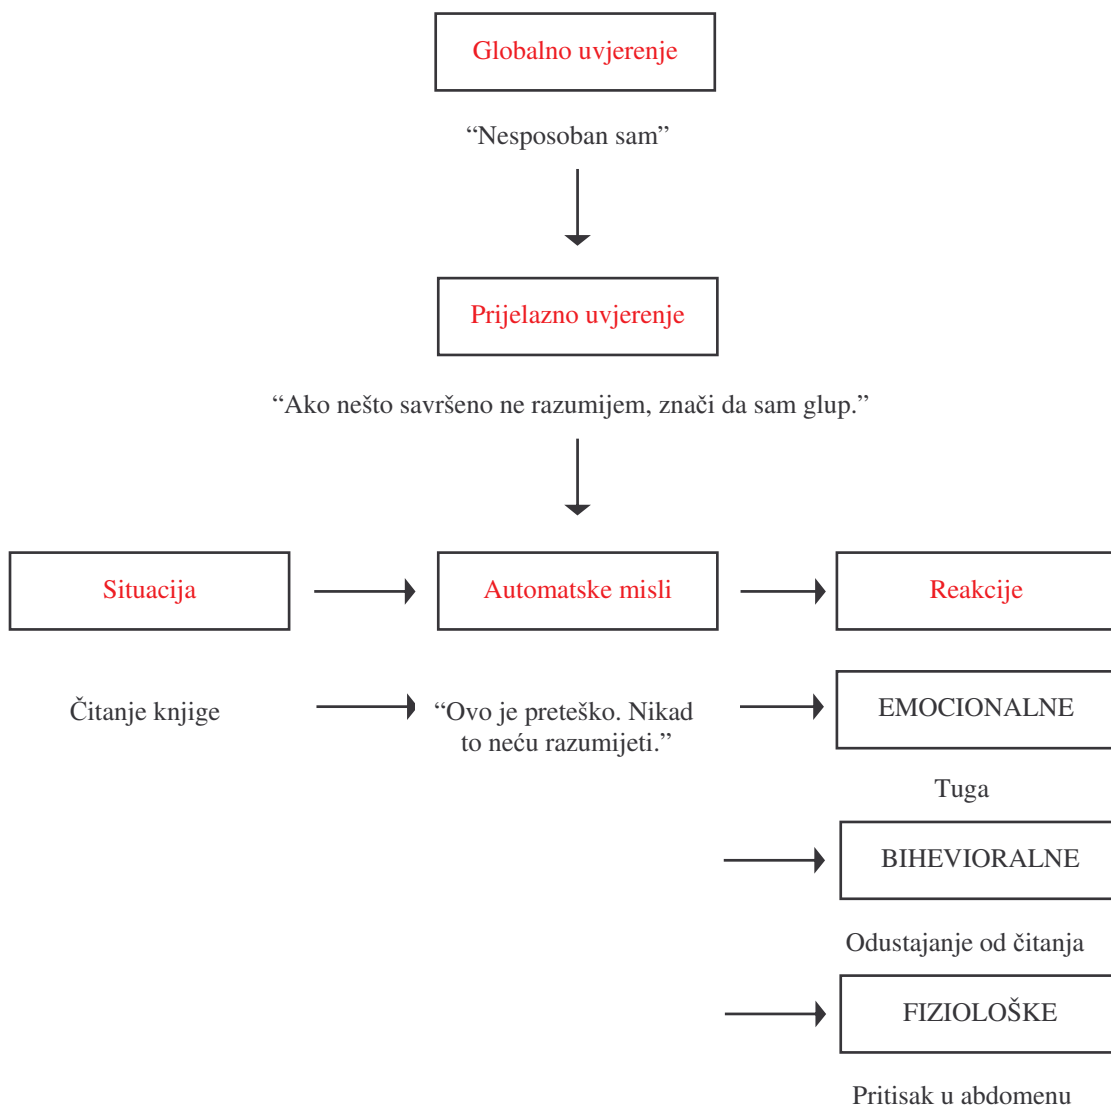 Globalno uvjerenje
“Nesposoban sam”
Prijelazno uvjerenje
“Ako nešto savršeno ne razumijem, znači da sam glup.”
Situacija
Automatske misli
Reakcije
Čitanje knjige
“Ovo je preteško. Nikad
to neću razumijeti.”
EMOCIONALNE
Tuga
BIHEVIORALNE
Odustajanje od čitanja
FIZIOLOŠKE
Pritisak u abdomenu